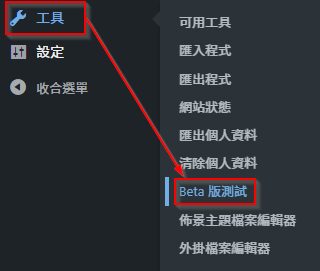 工具
設定
收合選單
可用工具
匯入程式
匯出程式
網站狀態
匯出個人資料
清除個人資料
Beta 版測試
佈景主題檔案編輯器
外掛檔案編輯器